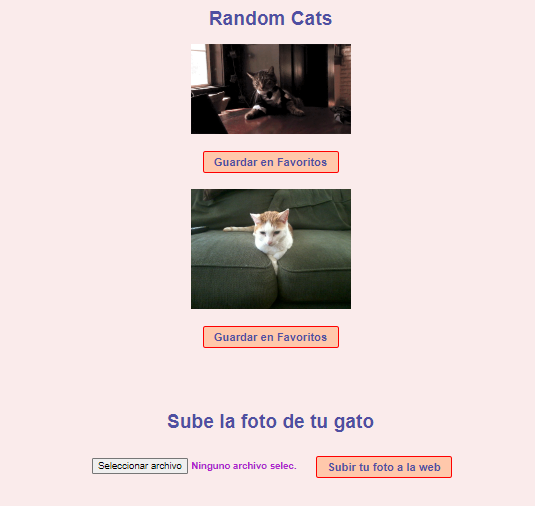 Random Cats
Guardar en Favoritos
Guardar en Favoritos
Sube la foto de tu gato
Seleccionar archivo Ninguno archivo selec. Subir tu foto a la web